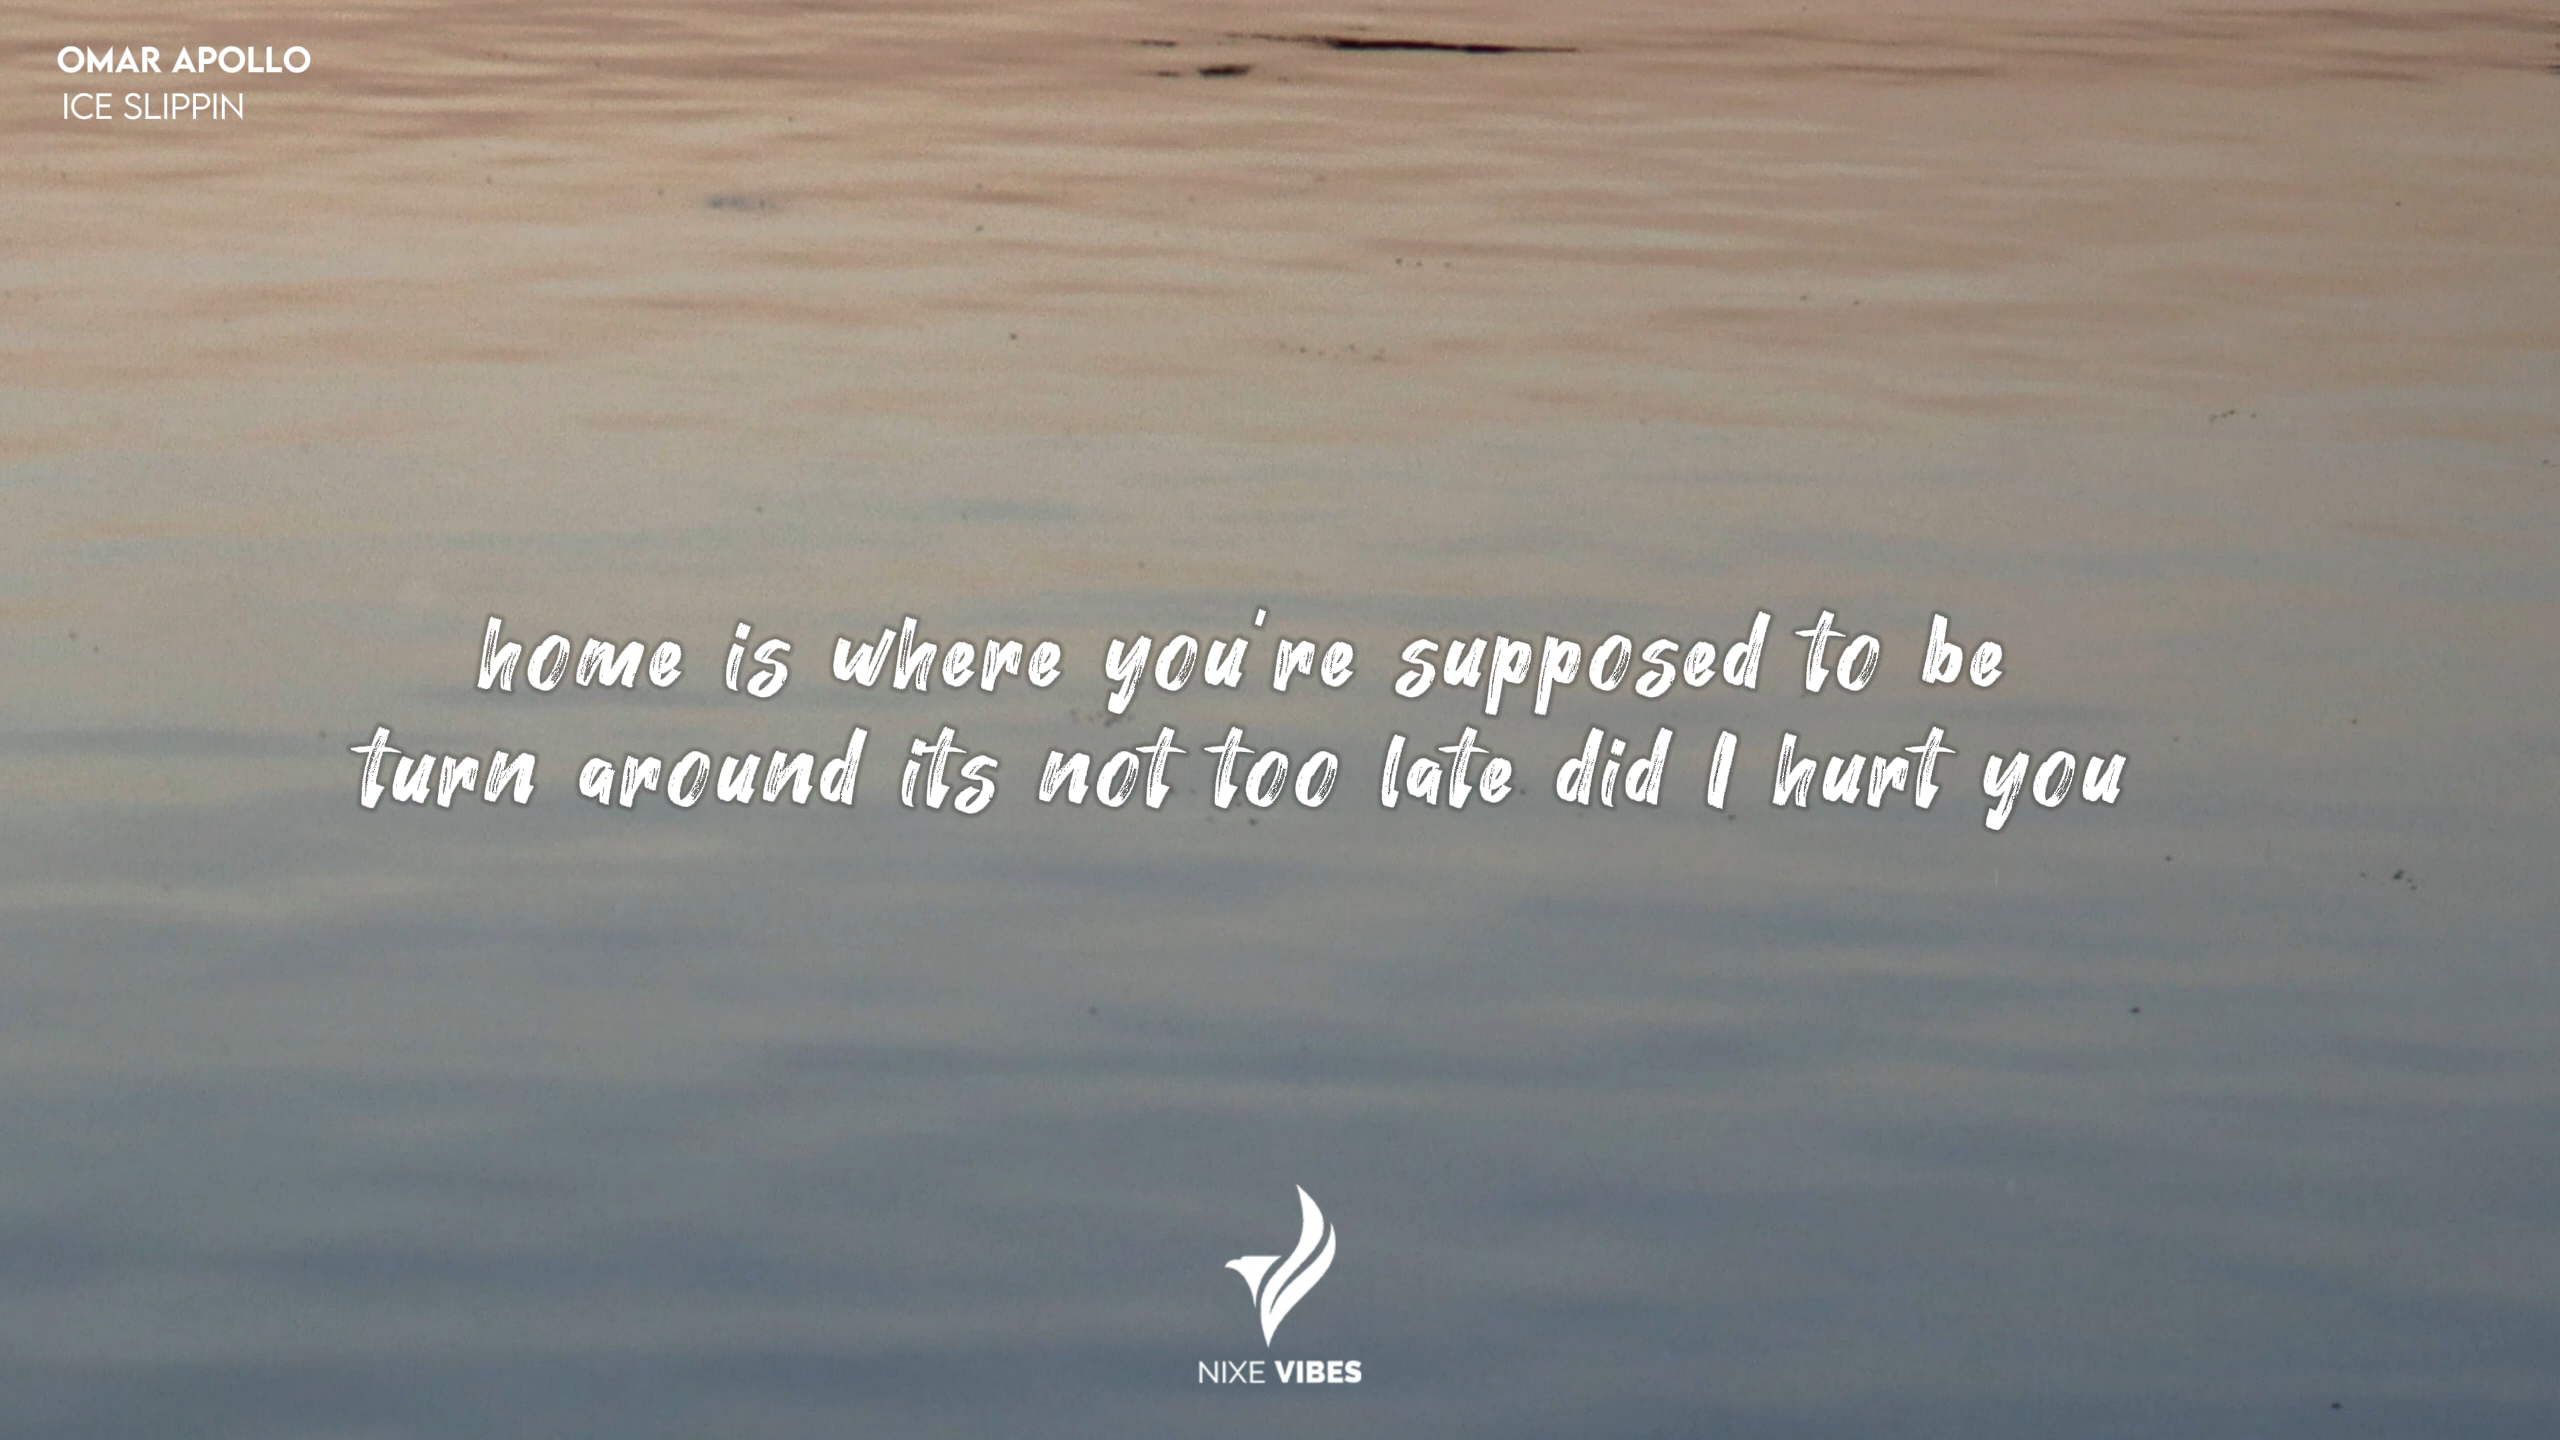 OMAR APOLLO
ICE SLIPPIN
home is where you're supposed to be
turn around its not too late did I hurt you
NIXE VIBES